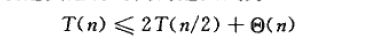 T(n) ⩽ 2T(n/2) + Θ(n)